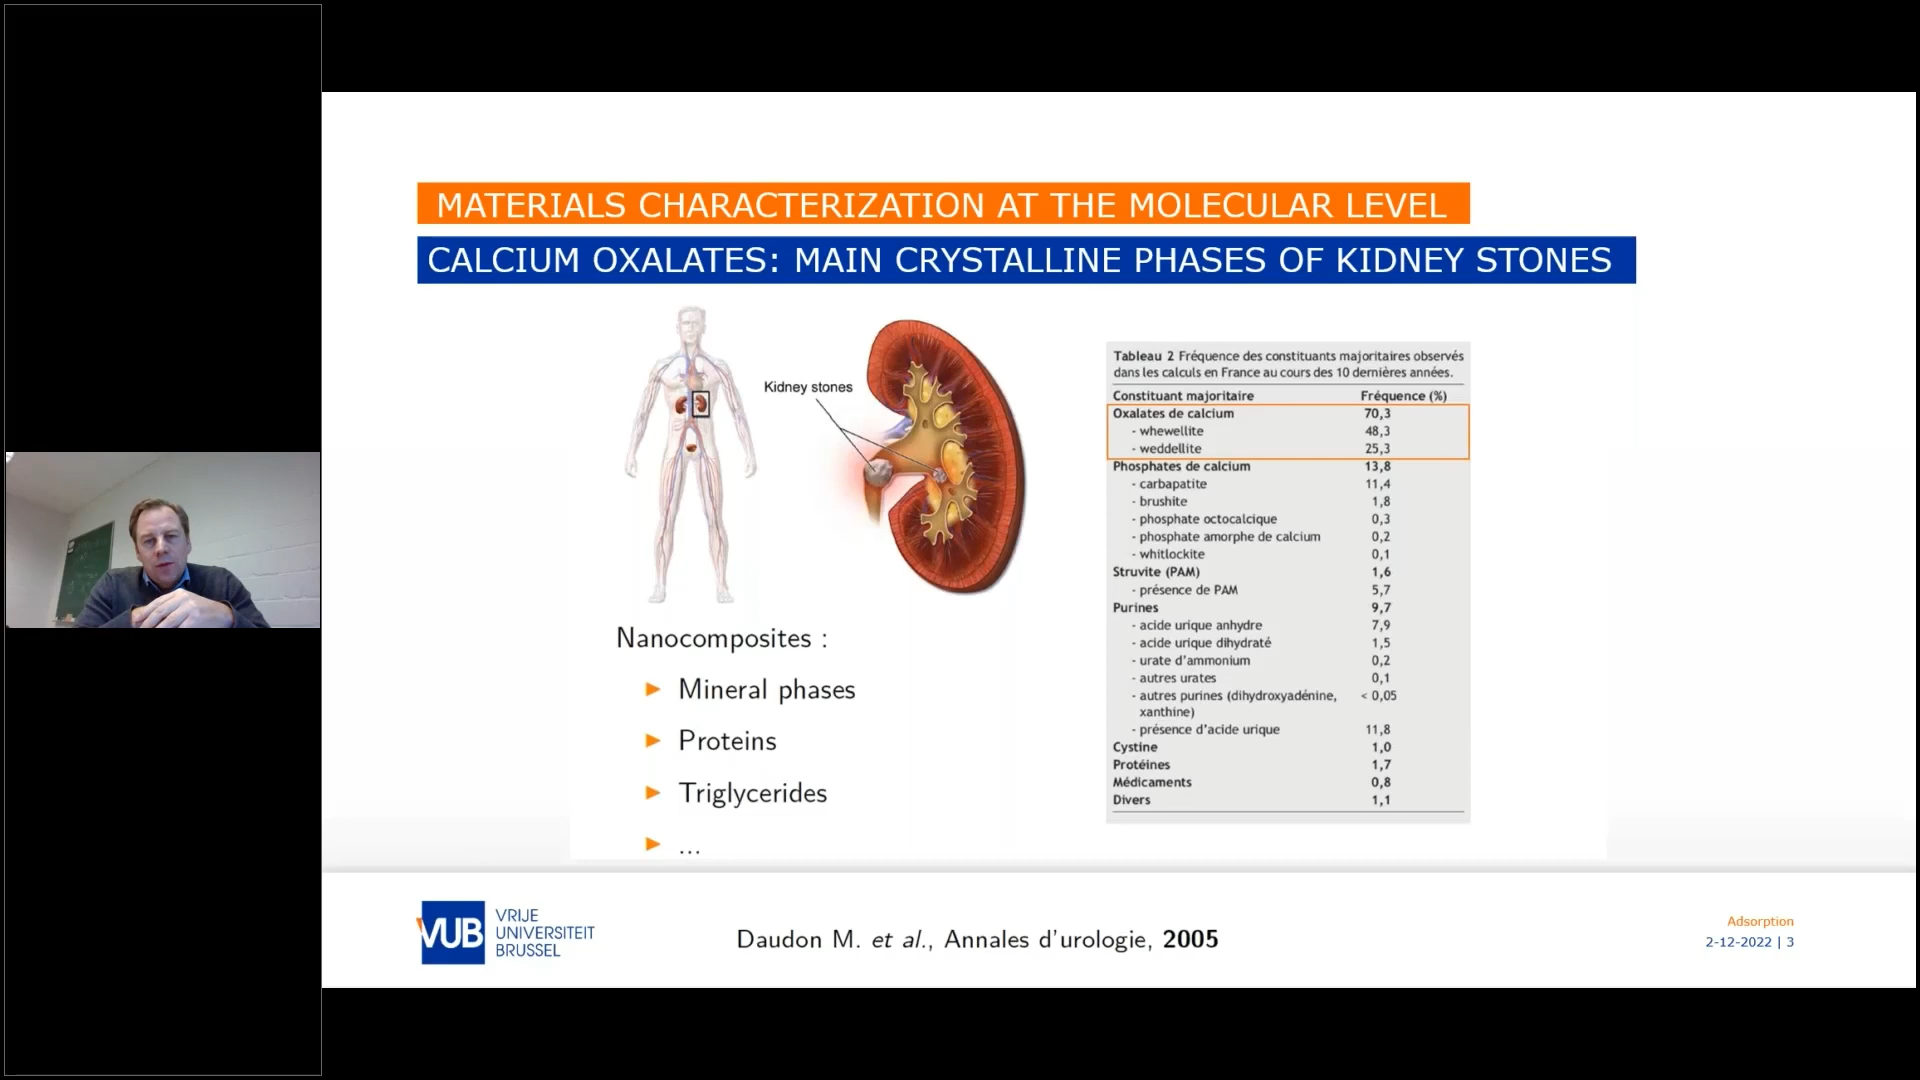 MATERIALS CHARACTERIZATION AT THE MOLECULAR LEVEL
CALCIUM OXALATES: MAIN CRYSTALLINE PHASES OF KIDNEY STONES
Kidney stones
Nanocomposites :
Mineral phases
Proteins
Triglycerides
...
Tableau 2 Fréquence des constituants majoritaires observés
dans les calculs en France au cours des 10 dernières années.
Constituant majoritaire Fréquence (%)
Oxalates de calcium 70,3
- whewellite 48,3
- weddellite 25,3
Phosphates de calcium 13,8
- carbapatite 11,4
- brushite 1,8
- phosphate octocalcique 0,3
- phosphate amorphe de calcium 0,2
- whitlockite 0,1
Struvite (PAM) 1,6
- présence de PAM 5,7
Purines 9,7
- acide urique anhydre 7,9
- acide urique dihydraté 1,5
- urate d'ammonium 0,2
- autres urates 0,1
- autres purines (dihydroxyadénine, < 0,05
xanthine)
- présence d'acide urique 11,8
Cystine 1,0
Protéines 1,7
Médicaments 0,8
Divers 1,1
VUB
VRIJE
UNIVERSITEIT
BRUSSEL
Daudon M. et al., Annales d'urologie, 2005
Adsorption
2-12-2022 | 3